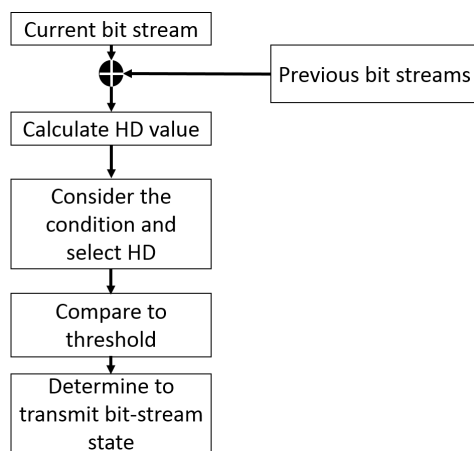 Current bit stream
Previous bit streams
Calculate HD value
Consider the
condition and
select HD
Compare to
threshold
Determine to
transmit bit-stream
state